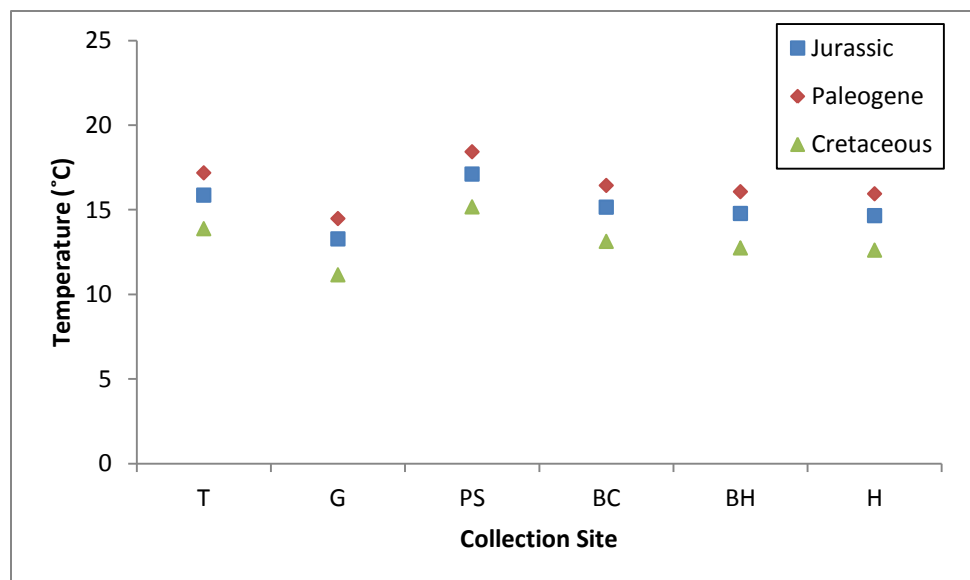 25
20
15
10
5
0
Temperature (˚C)
Jurassic
Paleogene
Cretaceous
T G PS BC BH H
Collection Site